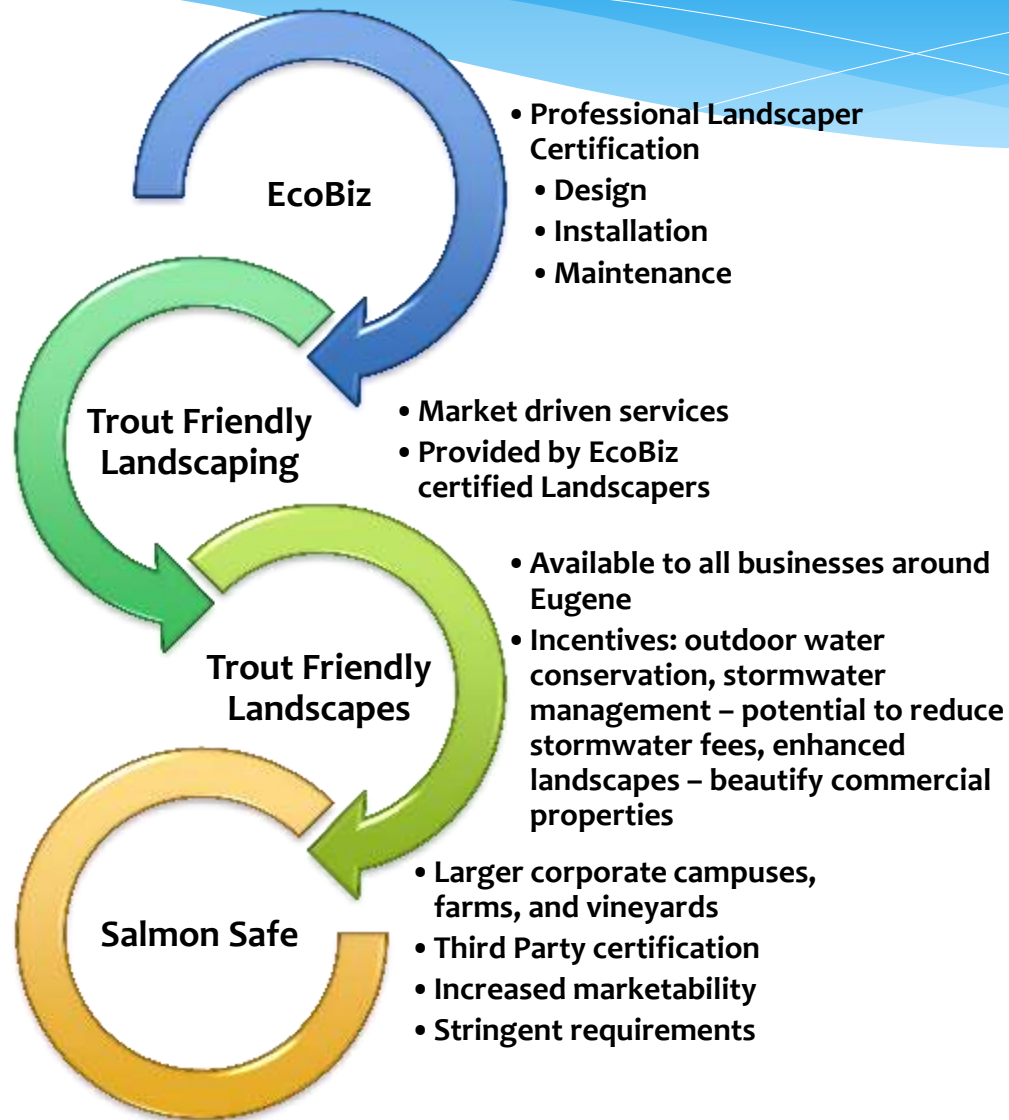 EcoBiz
• Professional Landscaper
Certification
• Design
• Installation
• Maintenance
Trout Friendly
Landscaping
• Market driven services
• Provided by EcoBiz
certified Landscapers
Trout Friendly
Landscapes
• Available to all businesses around
Eugene
• Incentives: outdoor water
conservation, stormwater
management – potential to reduce
stormwater fees, enhanced
landscapes – beautify commercial
properties
Salmon Safe
• Larger corporate campuses,
farms, and vineyards
• Third Party certification
• Increased marketability
• Stringent requirements